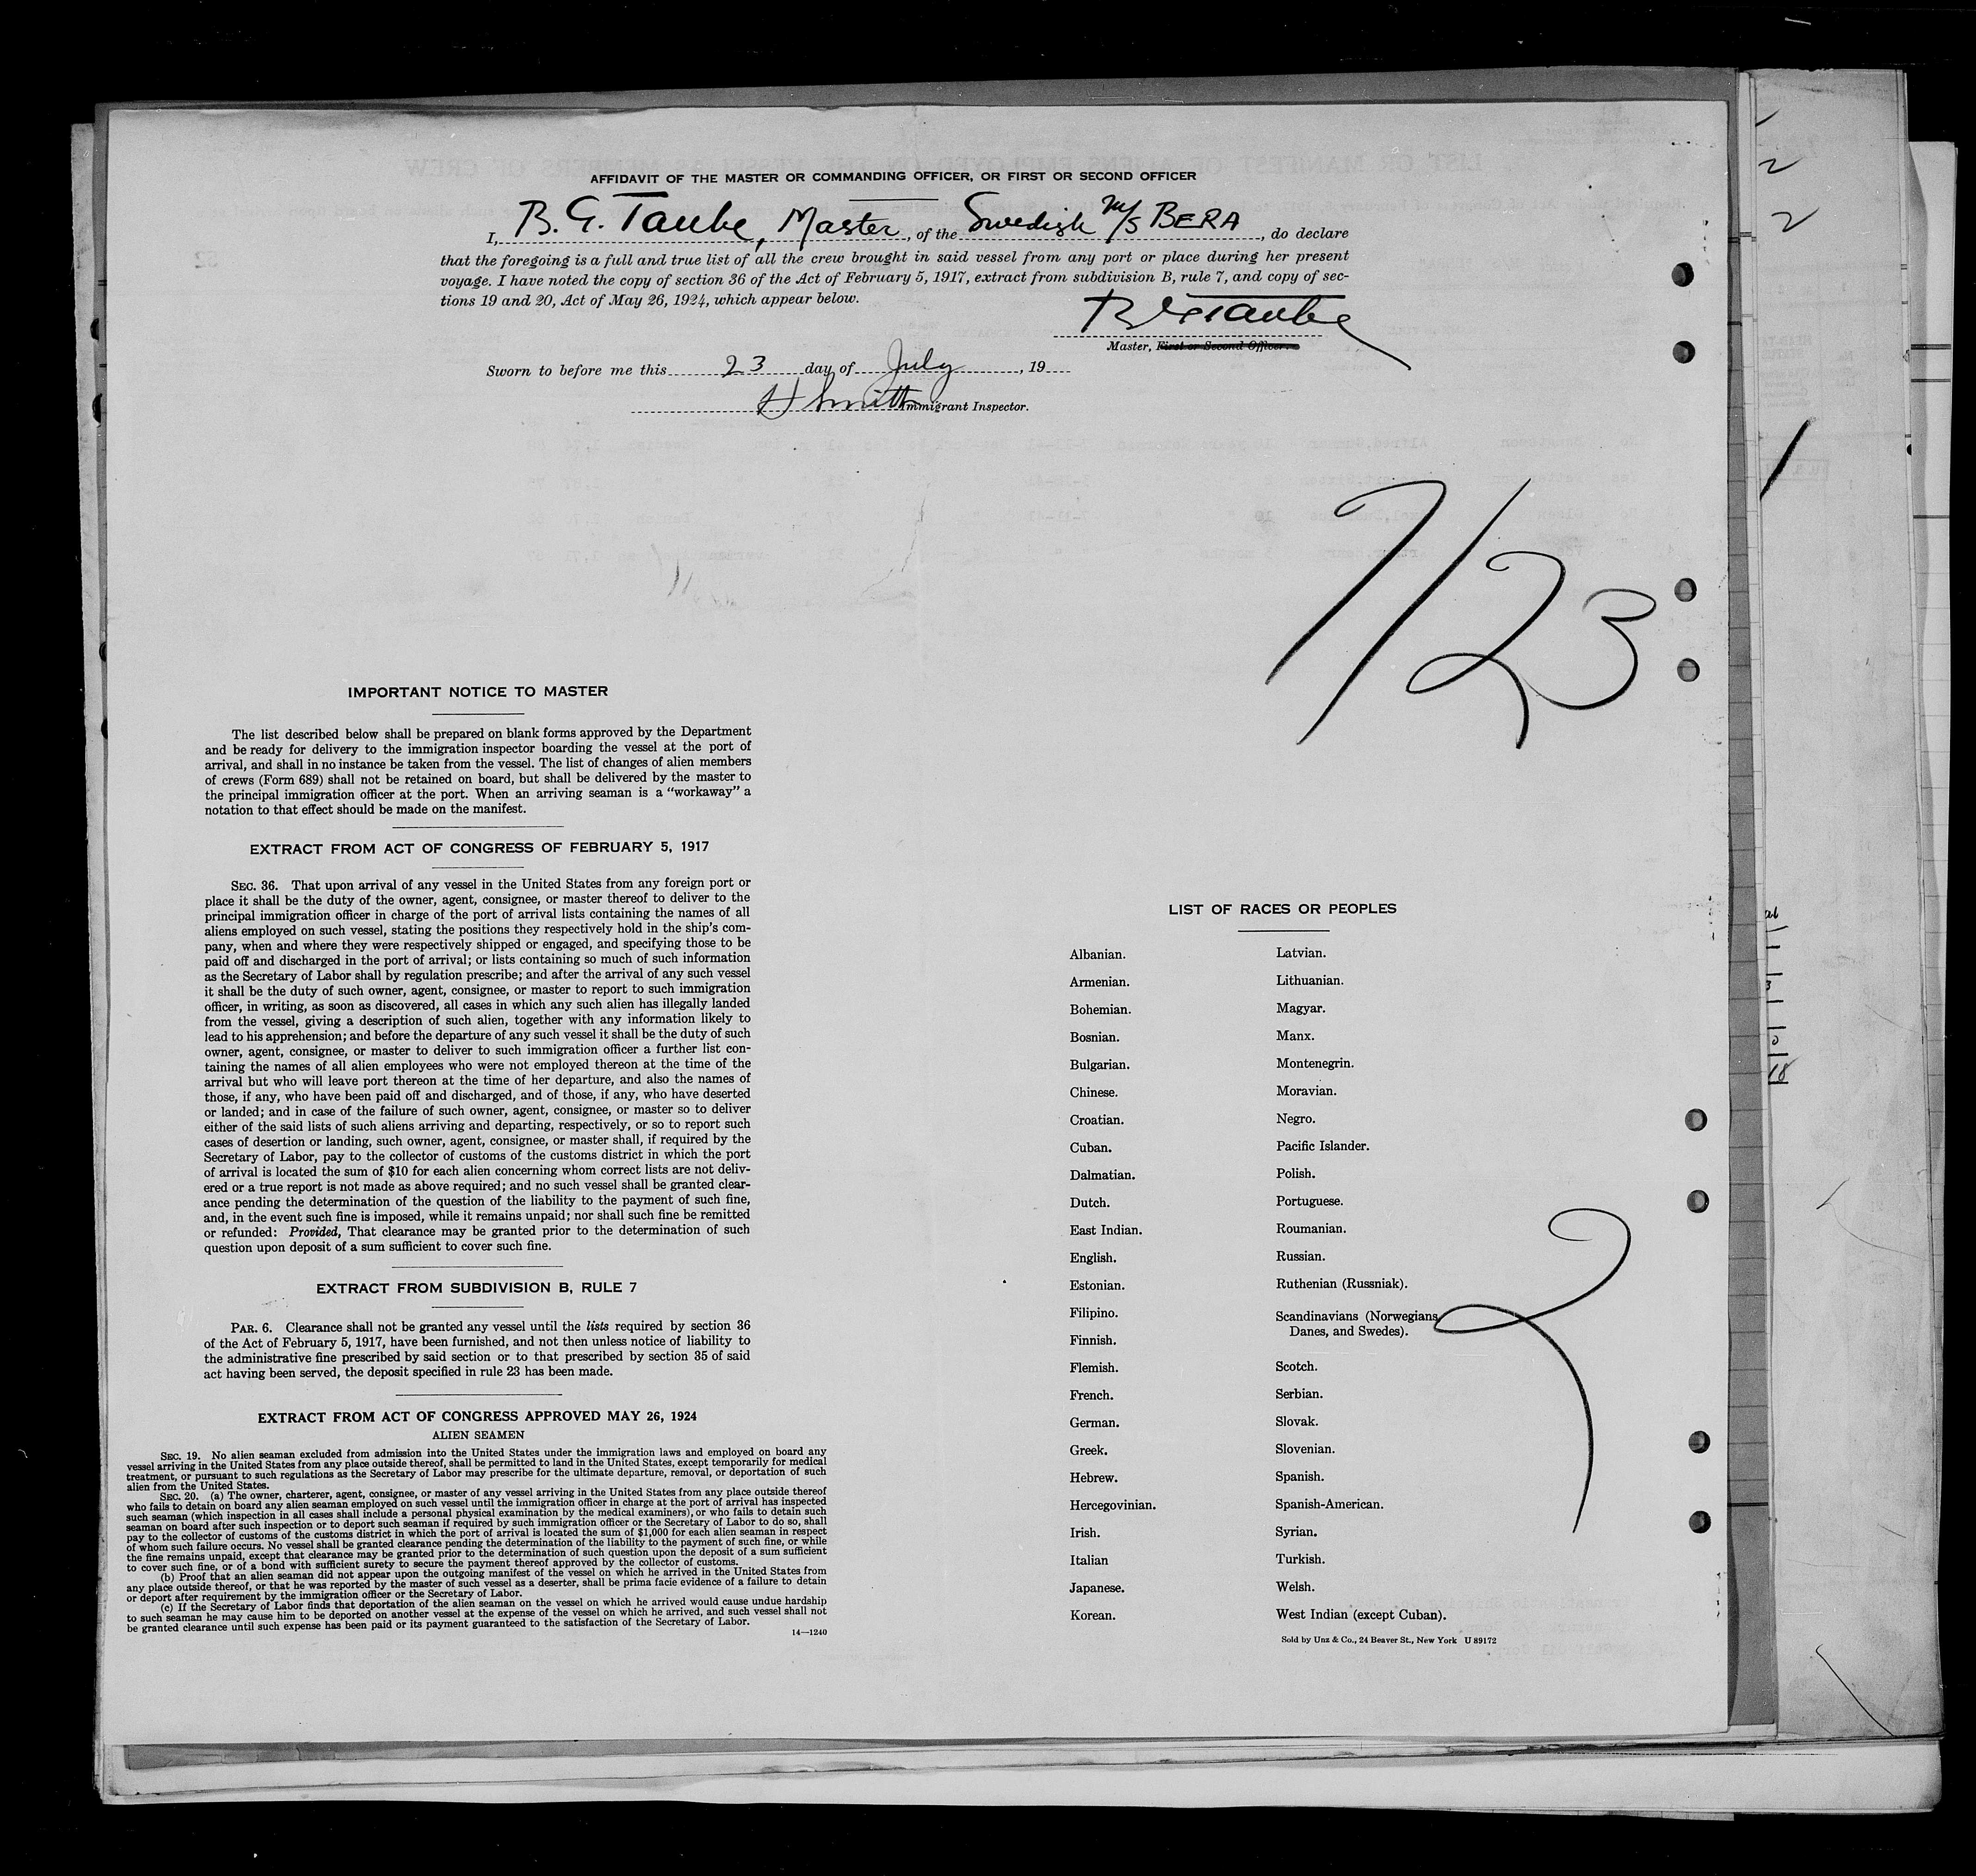 AFFIDAVIT OF THE MASTER OR COMMANDING OFFICER, OR FIRST OR SECOND OFFICER
I, B. G. Taube, Master, of the Swedish M/S BERA, do declare
that the foregoing is a full and true list of all the crew brought in said vessel from any port or place during her present
voyage. I have noted the copy of section 36 of the Act of February 5, 1917, extract from subdivision B, rule 7, and copy of sec-
tions 19 and 20, Act of May 26, 1924, which appear below.
B G Taube
Master, First or Second Officer.
Sworn to before me this 23 day of July, 19
H Smith Immigrant Inspector.
7/23
IMPORTANT NOTICE TO MASTER
The list described below shall be prepared on blank forms approved by the Department
and be ready for delivery to the immigration inspector boarding the vessel at the port of
arrival, and shall in no instance be taken from the vessel. The list of changes of alien members
of crews (Form 689) shall not be retained on board, but shall be delivered by the master to
the principal immigration officer at the port. When an arriving seaman is a "workaway" a
notation to that effect should be made on the manifest.
EXTRACT FROM ACT OF CONGRESS OF FEBRUARY 5, 1917
SEC. 36. That upon arrival of any vessel in the United States from any foreign port or
place it shall be the duty of the owner, agent, consignee, or master thereof to deliver to the
principal immigration officer in charge of the port of arrival lists containing the names of all
aliens employed on such vessel, stating the positions they respectively hold in the ship's com-
pany, when and where they were respectively shipped or engaged, and specifying those to be
paid off and discharged in the port of arrival; or lists containing so much of such information
as the Secretary of Labor shall by regulation prescribe; and after the arrival of any such vessel
it shall be the duty of such owner, agent, consignee, or master to report to such immigration
officer, in writing, as soon as discovered, all cases in which any such alien has illegally landed
from the vessel, giving a description of such alien, together with any information likely to
lead to his apprehension; and before the departure of any such vessel it shall be the duty of such
owner, agent, consignee, or master to deliver to such immigration officer a further list con-
taining the names of all alien employees who were not employed thereon at the time of the
arrival but who will leave port thereon at the time of her departure, and also the names of
those, if any, who have been paid off and discharged, and of those, if any, who have deserted
or landed; and in case of the failure of such owner, agent, consignee, or master so to deliver
either of the said lists of such aliens arriving and departing, respectively, or so to report such
cases of desertion or landing, such owner, agent, consignee, or master shall, if required by the
Secretary of Labor, pay to the collector of customs of the customs district in which the port
of arrival is located the sum of $10 for each alien concerning whom correct lists are not deliv-
ered or a true report is not made as above required; and no such vessel shall be granted clear-
ance pending the determination of the question of the liability to the payment of such fine,
and, in the event such fine is imposed, while it remains unpaid; nor shall such fine be remitted
or refunded: Provided, That clearance may be granted prior to the determination of such
question upon deposit of a sum sufficient to cover such fine.
EXTRACT FROM SUBDIVISION B, RULE 7
PAR. 6. Clearance shall not be granted any vessel until the lists required by section 36
of the Act of February 5, 1917, have been furnished, and not then unless notice of liability to
the administrative fine prescribed by said section or to that prescribed by section 35 of said
act having been served, the deposit specified in rule 23 has been made.
EXTRACT FROM ACT OF CONGRESS APPROVED MAY 26, 1924
ALIEN SEAMEN
SEC. 19. No alien seaman excluded from admission into the United States under the immigration laws and employed on board any
vessel arriving in the United States from any place outside thereof, shall be permitted to land in the United States, except temporarily for medical
treatment, or pursuant to such regulations as the Secretary of Labor may prescribe for the ultimate departure, removal, or deportation of such
alien from the United States.
SEC. 20. (a) The owner, charterer, agent, consignee, or master of any vessel arriving in the United States from any place outside thereof
who fails to detain on board any alien seaman employed on such vessel until the immigration officer in charge at the port of arrival has inspected
such seaman (which inspection in all cases shall include a personal physical examination by the medical examiners), or who fails to detain such
seaman on board after such inspection or to deport such seaman if required by such immigration officer or the Secretary of Labor to do so, shall
pay to the collector of customs of the customs district in which the port of arrival is located the sum of $1,000 for each alien seaman in respect
of whom such failure occurs. No vessel shall be granted clearance pending the determination of the liability to the payment of such fine, or while
the fine remains unpaid, except that clearance may be granted prior to the determination of such question upon the deposit of a sum sufficient
to cover such fine, or of a bond with sufficient surety to secure the payment thereof approved by the collector of customs.
(b) Proof that an alien seaman did not appear upon the outgoing manifest of the vessel on which he arrived in the United States from
any place outside thereof, or that he was reported by the master of such vessel as a deserter, shall be prima facie evidence of a failure to detain
or deport after requirement by the immigration officer or the Secretary of Labor.
(c) If the Secretary of Labor finds that deportation of the alien seaman on the vessel on which he arrived would cause undue hardship
to such seaman he may cause him to be deported on another vessel at the expense of the vessel on which he arrived, and such vessel shall not
be granted clearance until such expense has been paid or its payment guaranteed to the satisfaction of the Secretary of Labor.
14—1240
LIST OF RACES OR PEOPLES
Albanian.
Armenian.
Bohemian.
Bosnian.
Bulgarian.
Chinese.
Croatian.
Cuban.
Dalmatian.
Dutch.
East Indian.
English.
Estonian.
Filipino.
Finnish.
Flemish.
French.
German.
Greek.
Hebrew.
Hercegovinian.
Irish.
Italian
Japanese.
Korean.
Latvian.
Lithuanian.
Magyar.
Manx.
Montenegrin.
Moravian.
Negro.
Pacific Islander.
Polish.
Portuguese.
Roumanian.
Russian.
Ruthenian (Russniak).
Scandinavians (Norwegians,
Danes, and Swedes).
Scotch.
Serbian.
Slovak.
Slovenian.
Spanish.
Spanish-American.
Syrian.
Turkish.
Welsh.
West Indian (except Cuban).
2
Sold by Unz & Co., 24 Beaver St., New York U 89172